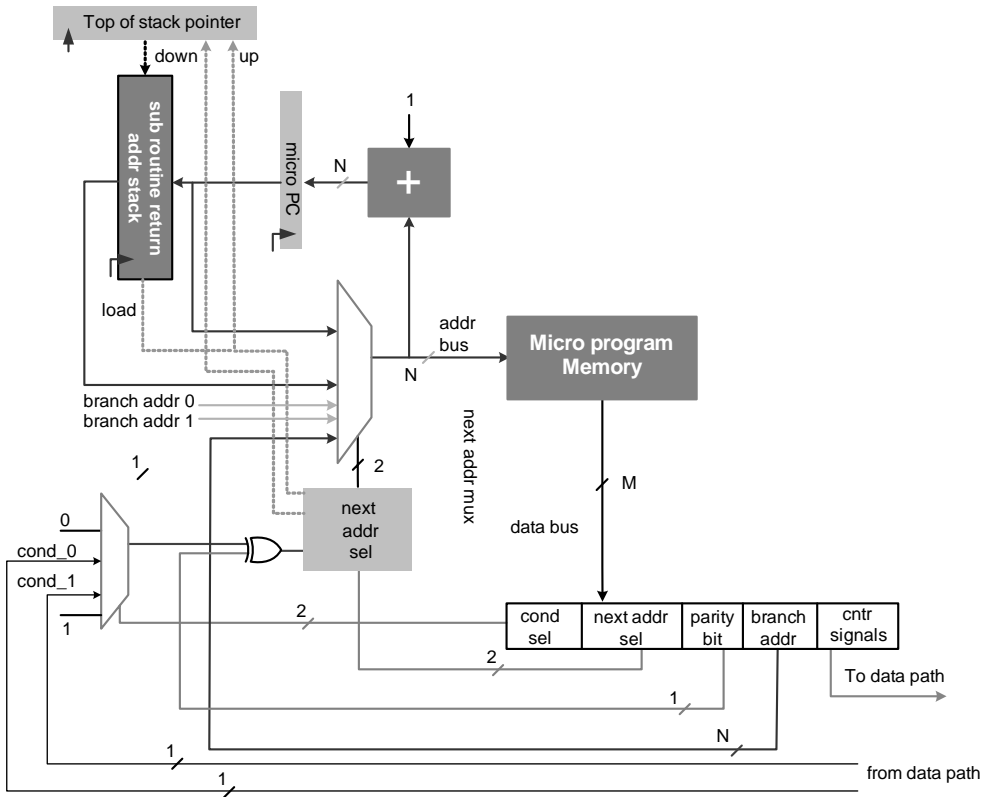 Top of stack pointer
down
up
sub routine return
addr stack
micro PC
N
1
+
load
addr
bus
N
Micro program
Memory
branch addr 0
branch addr 1
next addr mux
1
2
M
data bus
next
addr
sel
0
cond_0
cond_1
1
2
cond
sel
next addr
sel
parity
bit
branch
addr
cntr
signals
2
To data path
1
N
1
from data path
1